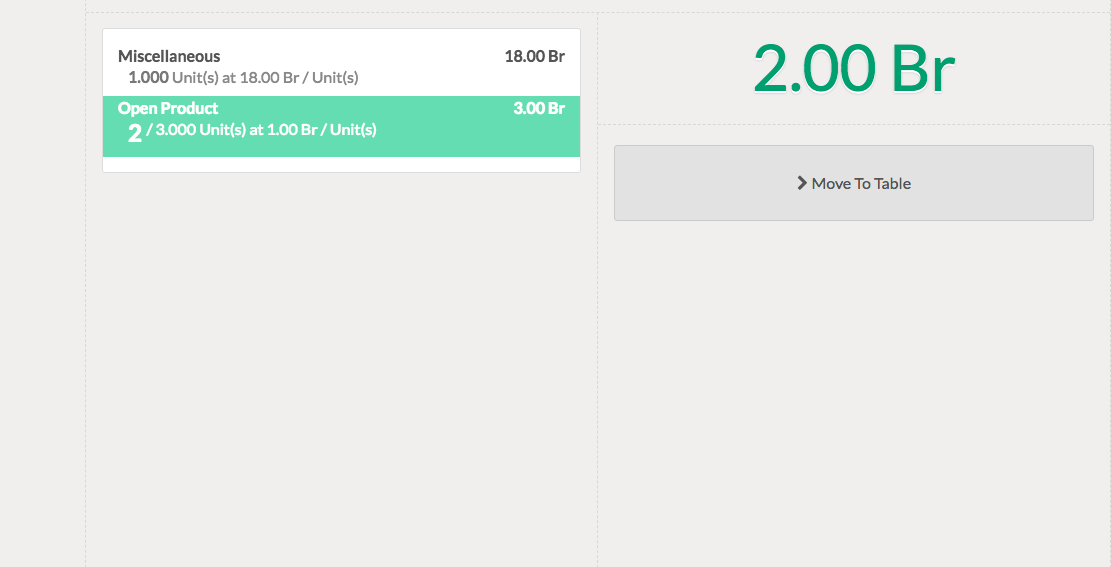 Miscellaneous 18.00 Br
1.000 Unit(s) at 18.00 Br / Unit(s)
Open Product 3.00 Br
2 / 3.000 Unit(s) at 1.00 Br / Unit(s)
2.00 Br
Move To Table